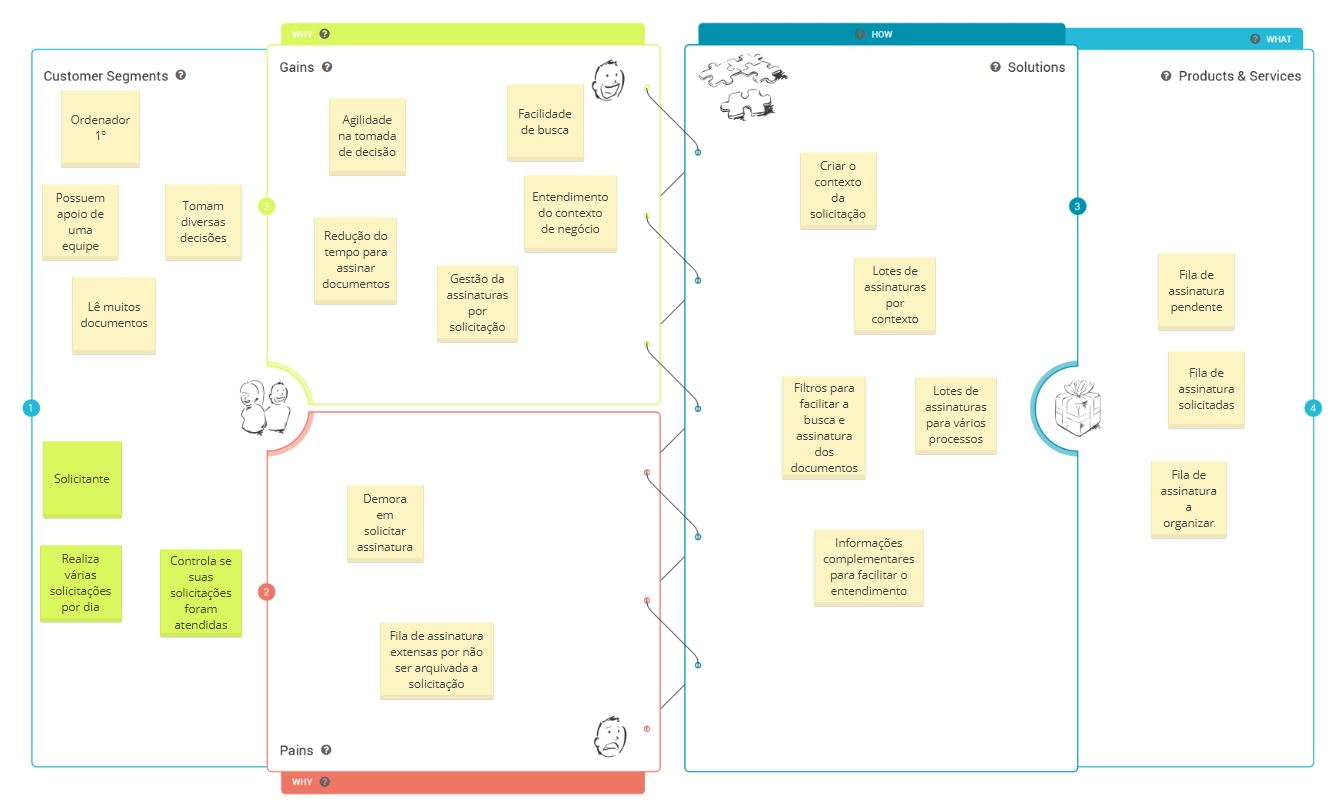 WHY
HOW
WHAT
Customer Segments
Gains
Solutions
Products & Services
Ordenador
1º
Possuem
apoio de
uma
equipe
Tomam
diversas
decisões
Lê muitos
documentos
Solicitante
Realiza
várias
solicitações
por dia
Controla se
suas
solicitações
foram
atendidas
Agilidade
na tomada
de decisão
Facilidade
de busca
Entendimento
do contexto
de negócio
Redução do
tempo para
assinar
documentos
Gestão da
assinaturas
por
solicitação
Demora
em
solicitar
assinatura
Fila de assinatura
extensas por não
ser arquivada a
solicitação
Pains
WHY
Criar o
contexto
da
solicitação
Lotes de
assinaturas
por
contexto
Filtros para
facilitar a
busca e
assinatura
dos
documentos
Lotes de
assinaturas
para vários
processos
Informações
complementares
para facilitar o
entendimento
Fila de
assinatura
pendente
Fila de
assinatura
solicitadas
Fila de
assinatura
a
organizar
1
2
2
3
4